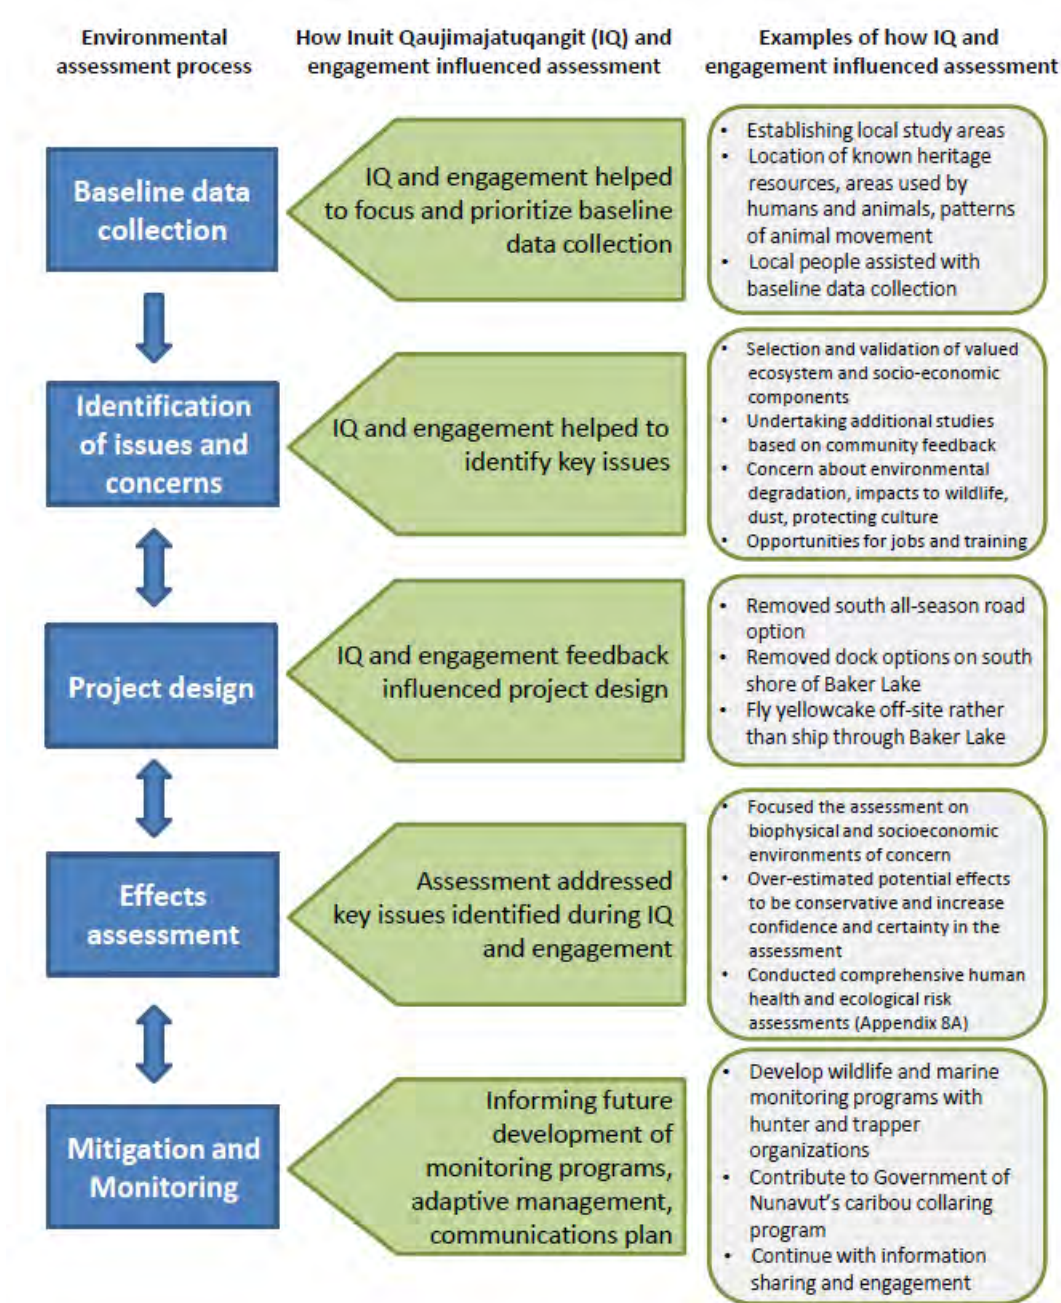 Environmental
assessment process
How Inuit Qaujimajatuqangit (IQ) and
engagement influenced assessment
Examples of how IQ and
engagement influenced assessment
Baseline data
collection
IQ and engagement helped
to focus and prioritize baseline
data collection
• Establishing local study areas
• Location of known heritage
resources, areas used by
humans and animals, patterns
of animal movement
• Local people assisted with
baseline data collection
Identification
of issues and
concerns
IQ and engagement helped to
identify key issues
• Selection and validation of valued
ecosystem and socio-economic
components
• Undertaking additional studies
based on community feedback
• Concern about environmental
degradation, impacts to wildlife,
dust, protecting culture
• Opportunities for jobs and training
Project design
IQ and engagement feedback
influenced project design
• Removed south all-season road
option
• Removed dock options on south
shore of Baker Lake
• Fly yellowcake off-site rather
than ship through Baker Lake
Effects
assessment
Assessment addressed
key issues identified during IQ
and engagement
• Focused the assessment on
biophysical and socioeconomic
environments of concern
• Over-estimated potential effects
to be conservative and increase
confidence and certainty in the
assessment
• Conducted comprehensive human
health and ecological risk
assessments (Appendix 8A)
Mitigation and
Monitoring
Informing future
development of
monitoring programs,
adaptive management,
communications plan
• Develop wildlife and marine
monitoring programs with
hunter and trapper
organizations
• Contribute to Government of
Nunavut's caribou collaring
program
• Continue with information
sharing and engagement